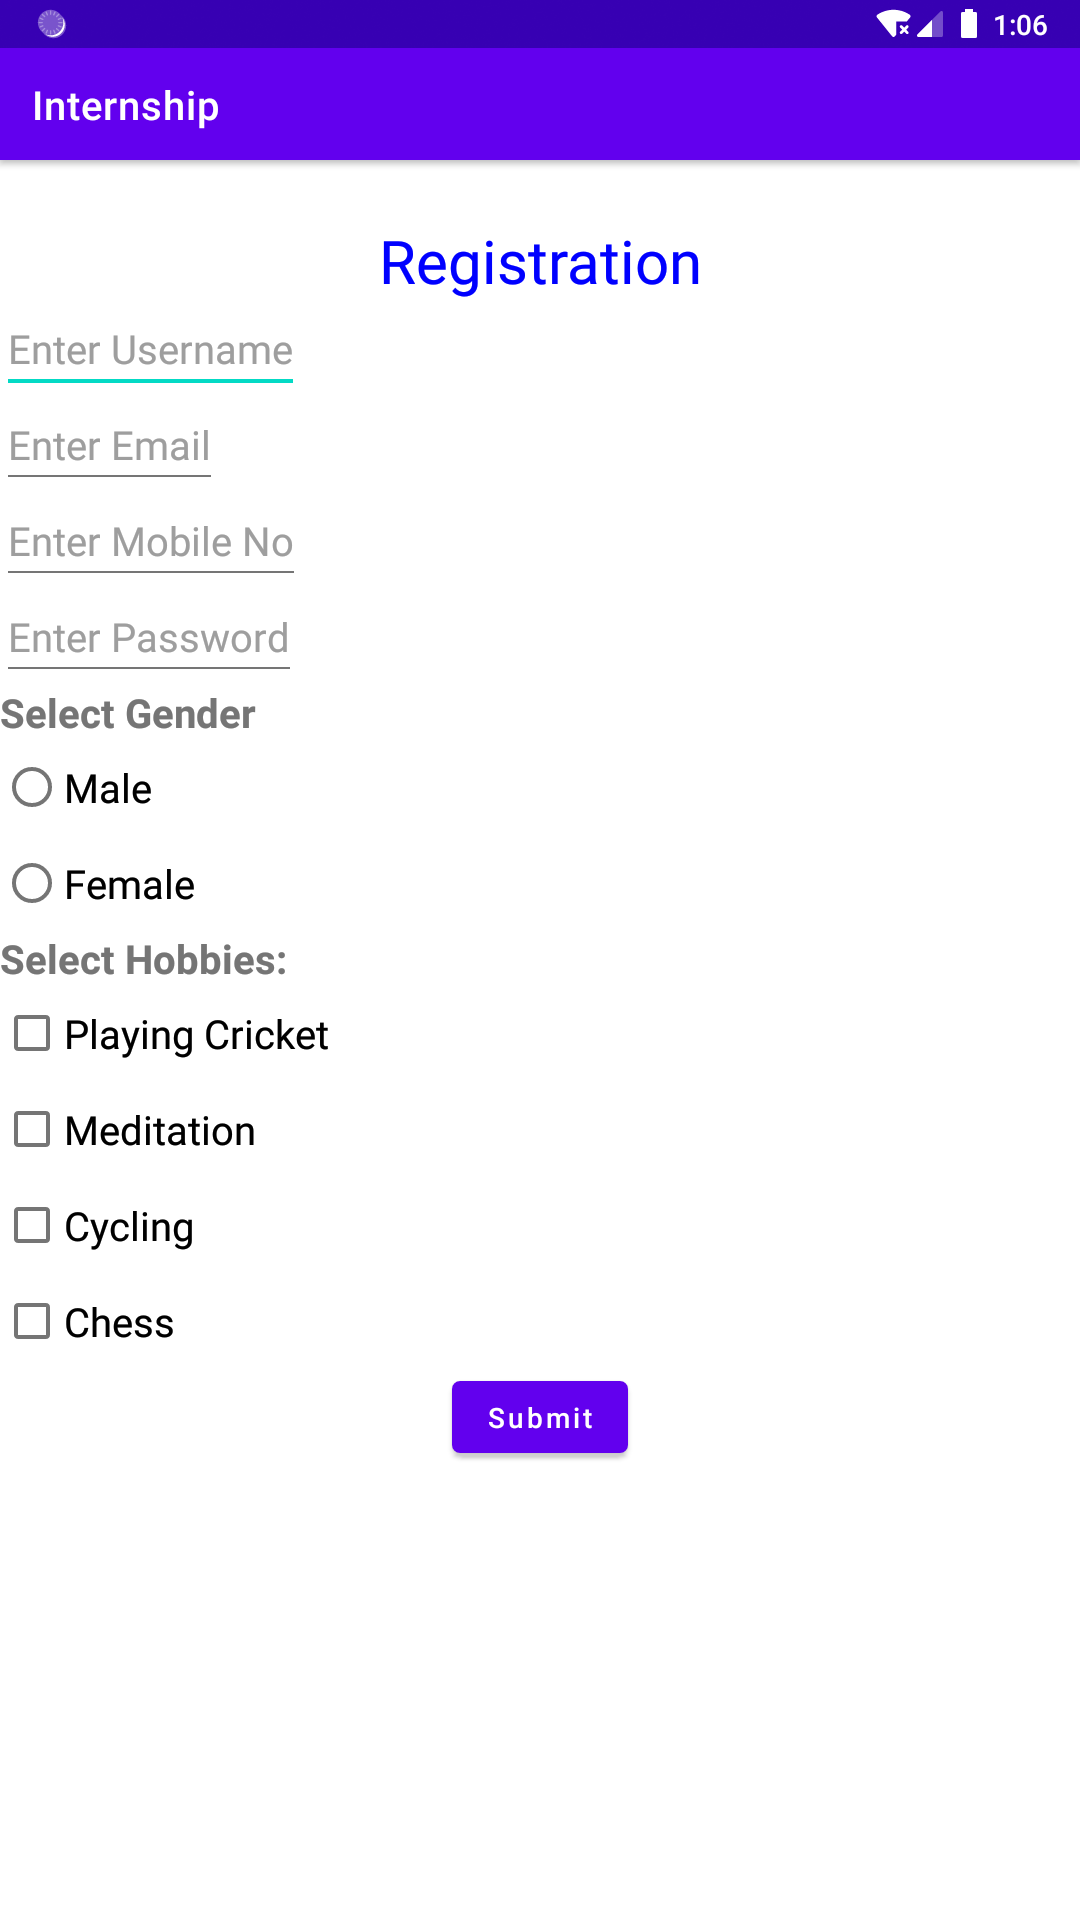 1:06
Internship
Registration
Enter Username
Enter Email
Enter Mobile No
Enter Password
Select Gender
Male
Female
Select Hobbies:
Playing Cricket
Meditation
Cycling
Chess
Submit